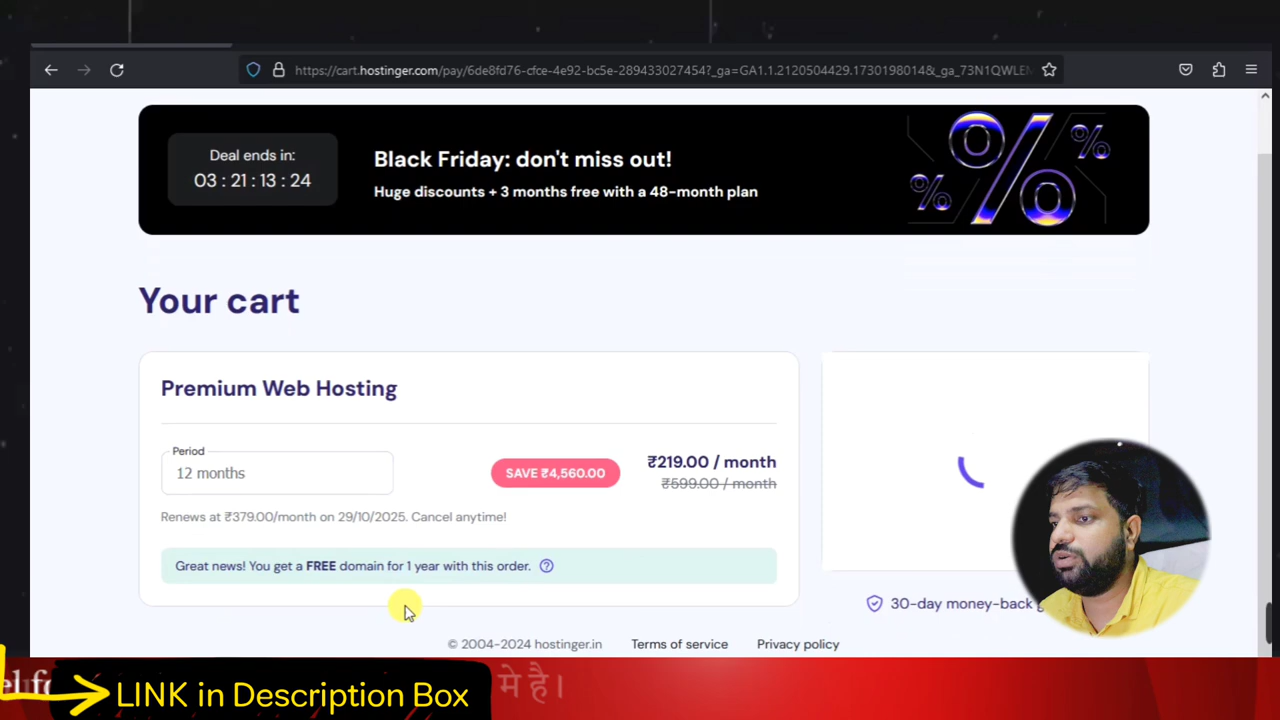 https://cart.hostinger.com/pay/6de8fd76-cfce-4e92-bc5e-289433027454?_ga=GA1.1.2120504429.1730198014&_ga_73N1QWLEM
Deal ends in:
03 : 21 : 13 : 24
Black Friday: don't miss out!
Huge discounts + 3 months free with a 48-month plan
% % %
Your cart
Premium Web Hosting
Period
12 months
SAVE ₹4,560.00
₹219.00 / month
₹599.00 / month
Renews at ₹379.00/month on 29/10/2025. Cancel anytime!
Great news! You get a FREE domain for 1 year with this order.
30-day money-back
© 2004-2024 hostinger.in Terms of service Privacy policy
मे है।
LINK in Description Box